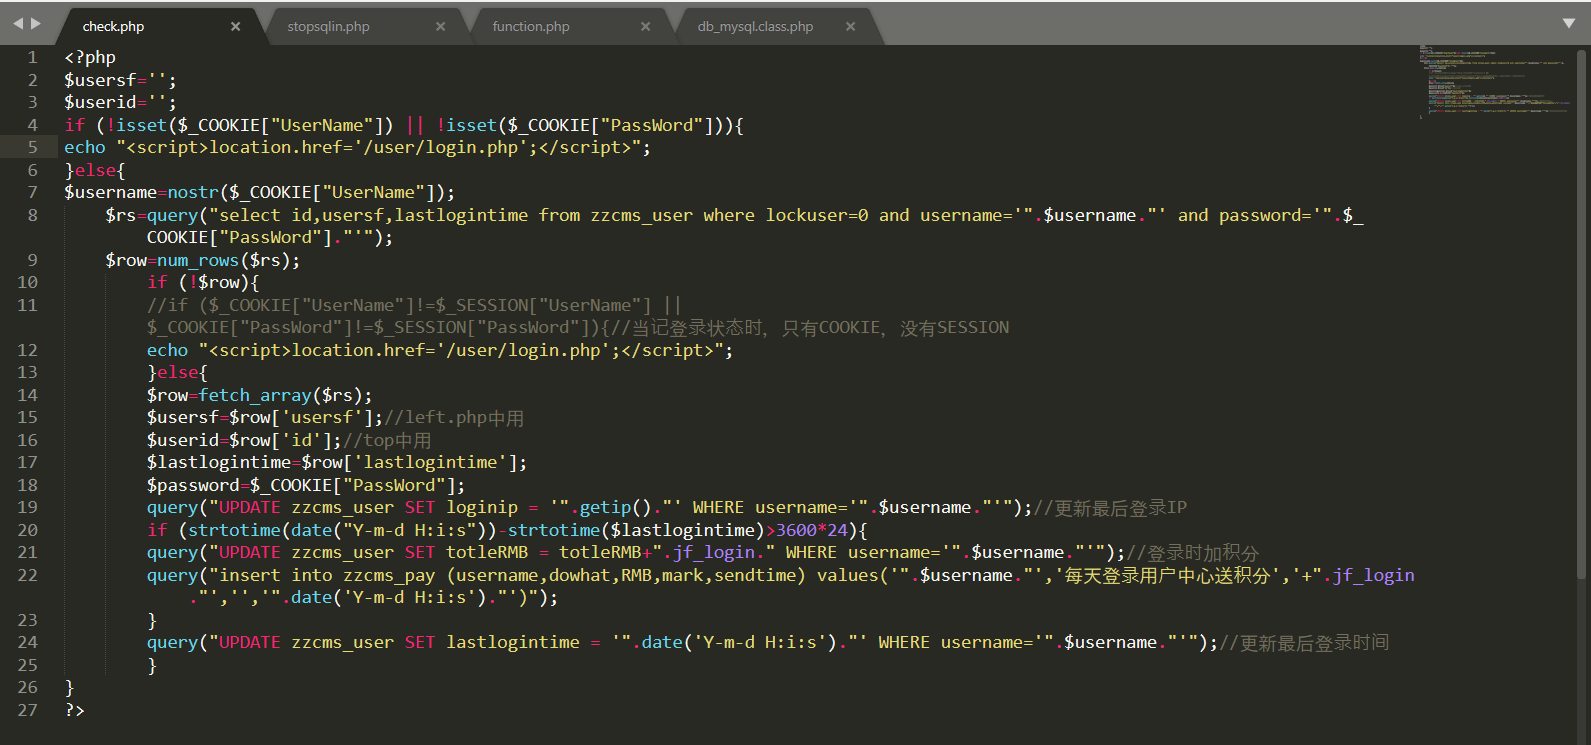 check.php × stopsqlin.php × function.php × db_mysql.class.php ×
1 <?php
2 $usersf='';
3 $userid='';
4 if (!isset($_COOKIE["UserName"]) || !isset($_COOKIE["PassWord"])){
5 echo "<script>location.href='/user/login.php';</script>";
6 }else{
7 $username=nostr($_COOKIE["UserName"]);
8 $rs=query("select id,usersf,lastlogintime from zzcms_user where lockuser=0 and username='".$username."' and password='".$_
COOKIE["PassWord"]."'");
9 $row=num_rows($rs);
10 if (!$row){
11 //if ($_COOKIE["UserName"]!=$_SESSION["UserName"] ||
$_COOKIE["PassWord"]!=$_SESSION["PassWord"]){//当记登录状态时，只有COOKIE，没有SESSION
12 echo "<script>location.href='/user/login.php';</script>";
13 }else{
14 $row=fetch_array($rs);
15 $usersf=$row['usersf'];//left.php中用
16 $userid=$row['id'];//top中用
17 $lastlogintime=$row['lastlogintime'];
18 $password=$_COOKIE["PassWord"];
19 query("UPDATE zzcms_user SET loginip = '".getip()."' WHERE username='".$username."'");//更新最后登录IP
20 if (strtotime(date("Y-m-d H:i:s"))-strtotime($lastlogintime)>3600*24){
21 query("UPDATE zzcms_user SET totleRMB = totleRMB+".jf_login." WHERE username='".$username."'");//登录时加积分
22 query("insert into zzcms_pay (username,dowhat,RMB,mark,sendtime) values('".$username."','每天登录用户中心送积分','+".jf_login
."','','".date('Y-m-d H:i:s')."')");
23 }
24 query("UPDATE zzcms_user SET lastlogintime = '".date('Y-m-d H:i:s')."' WHERE username='".$username."'");//更新最后登录时间
25 }
26 }
27 ?>